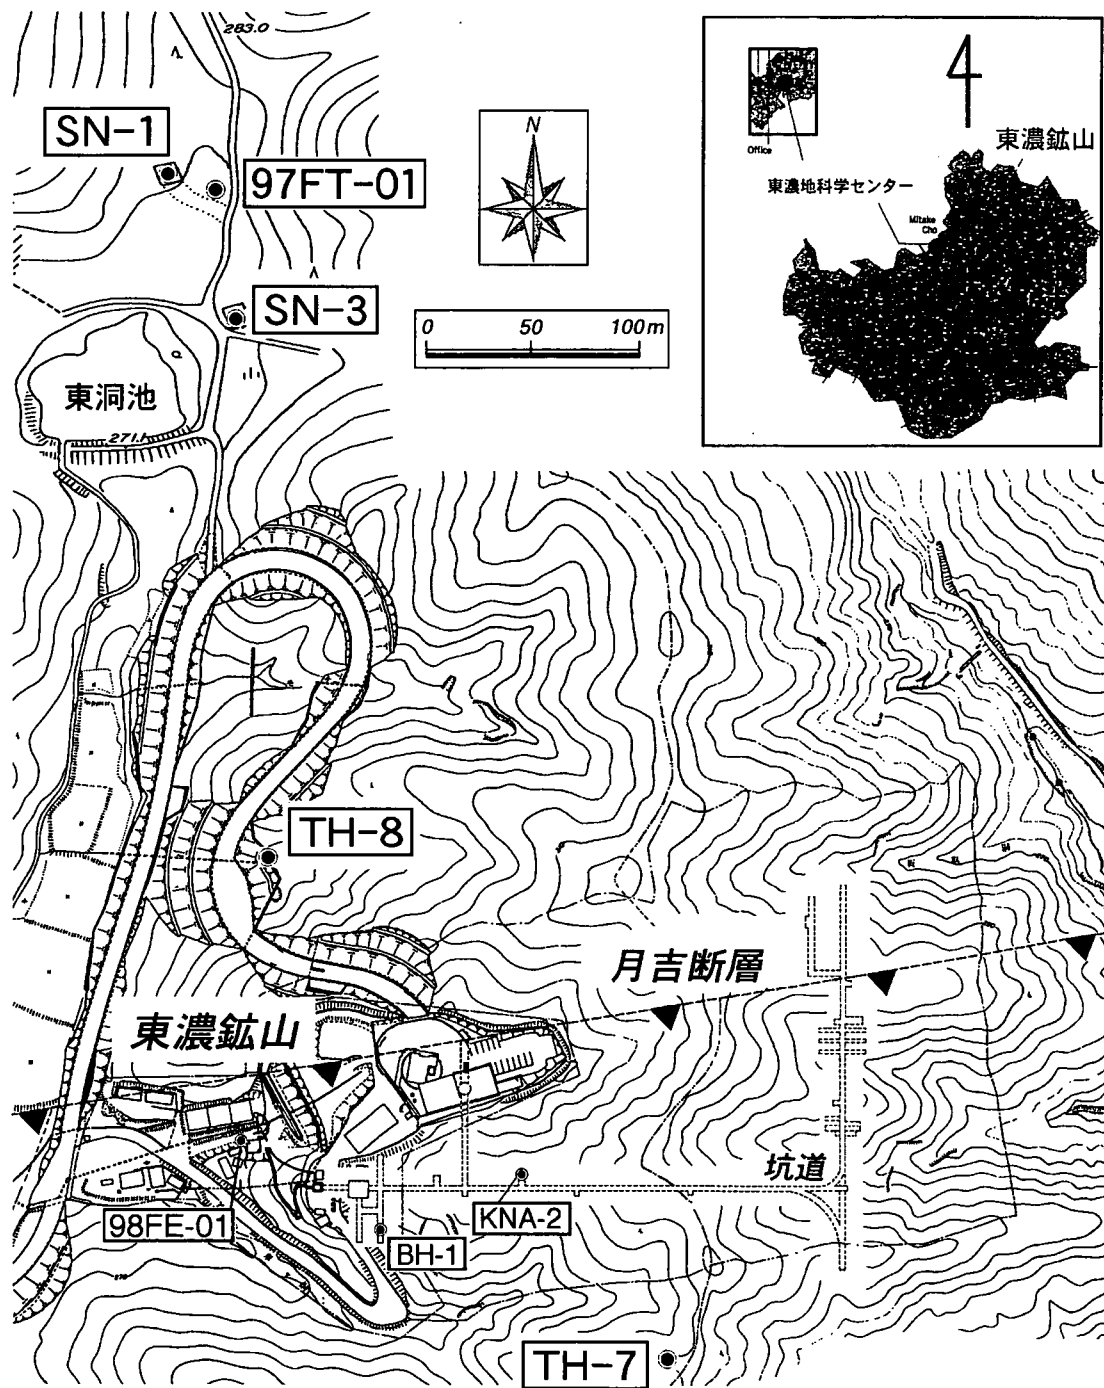 283.0
SN-1
97FT-01
N
東濃鉱山
Office
東濃地科学センター
Mitake
Cho
SN-3
0 50 100m
東洞池
271.1
TH-8
月吉断層
東濃鉱山
坑道
98FE-01
KNA-2
BH-1
TH-7